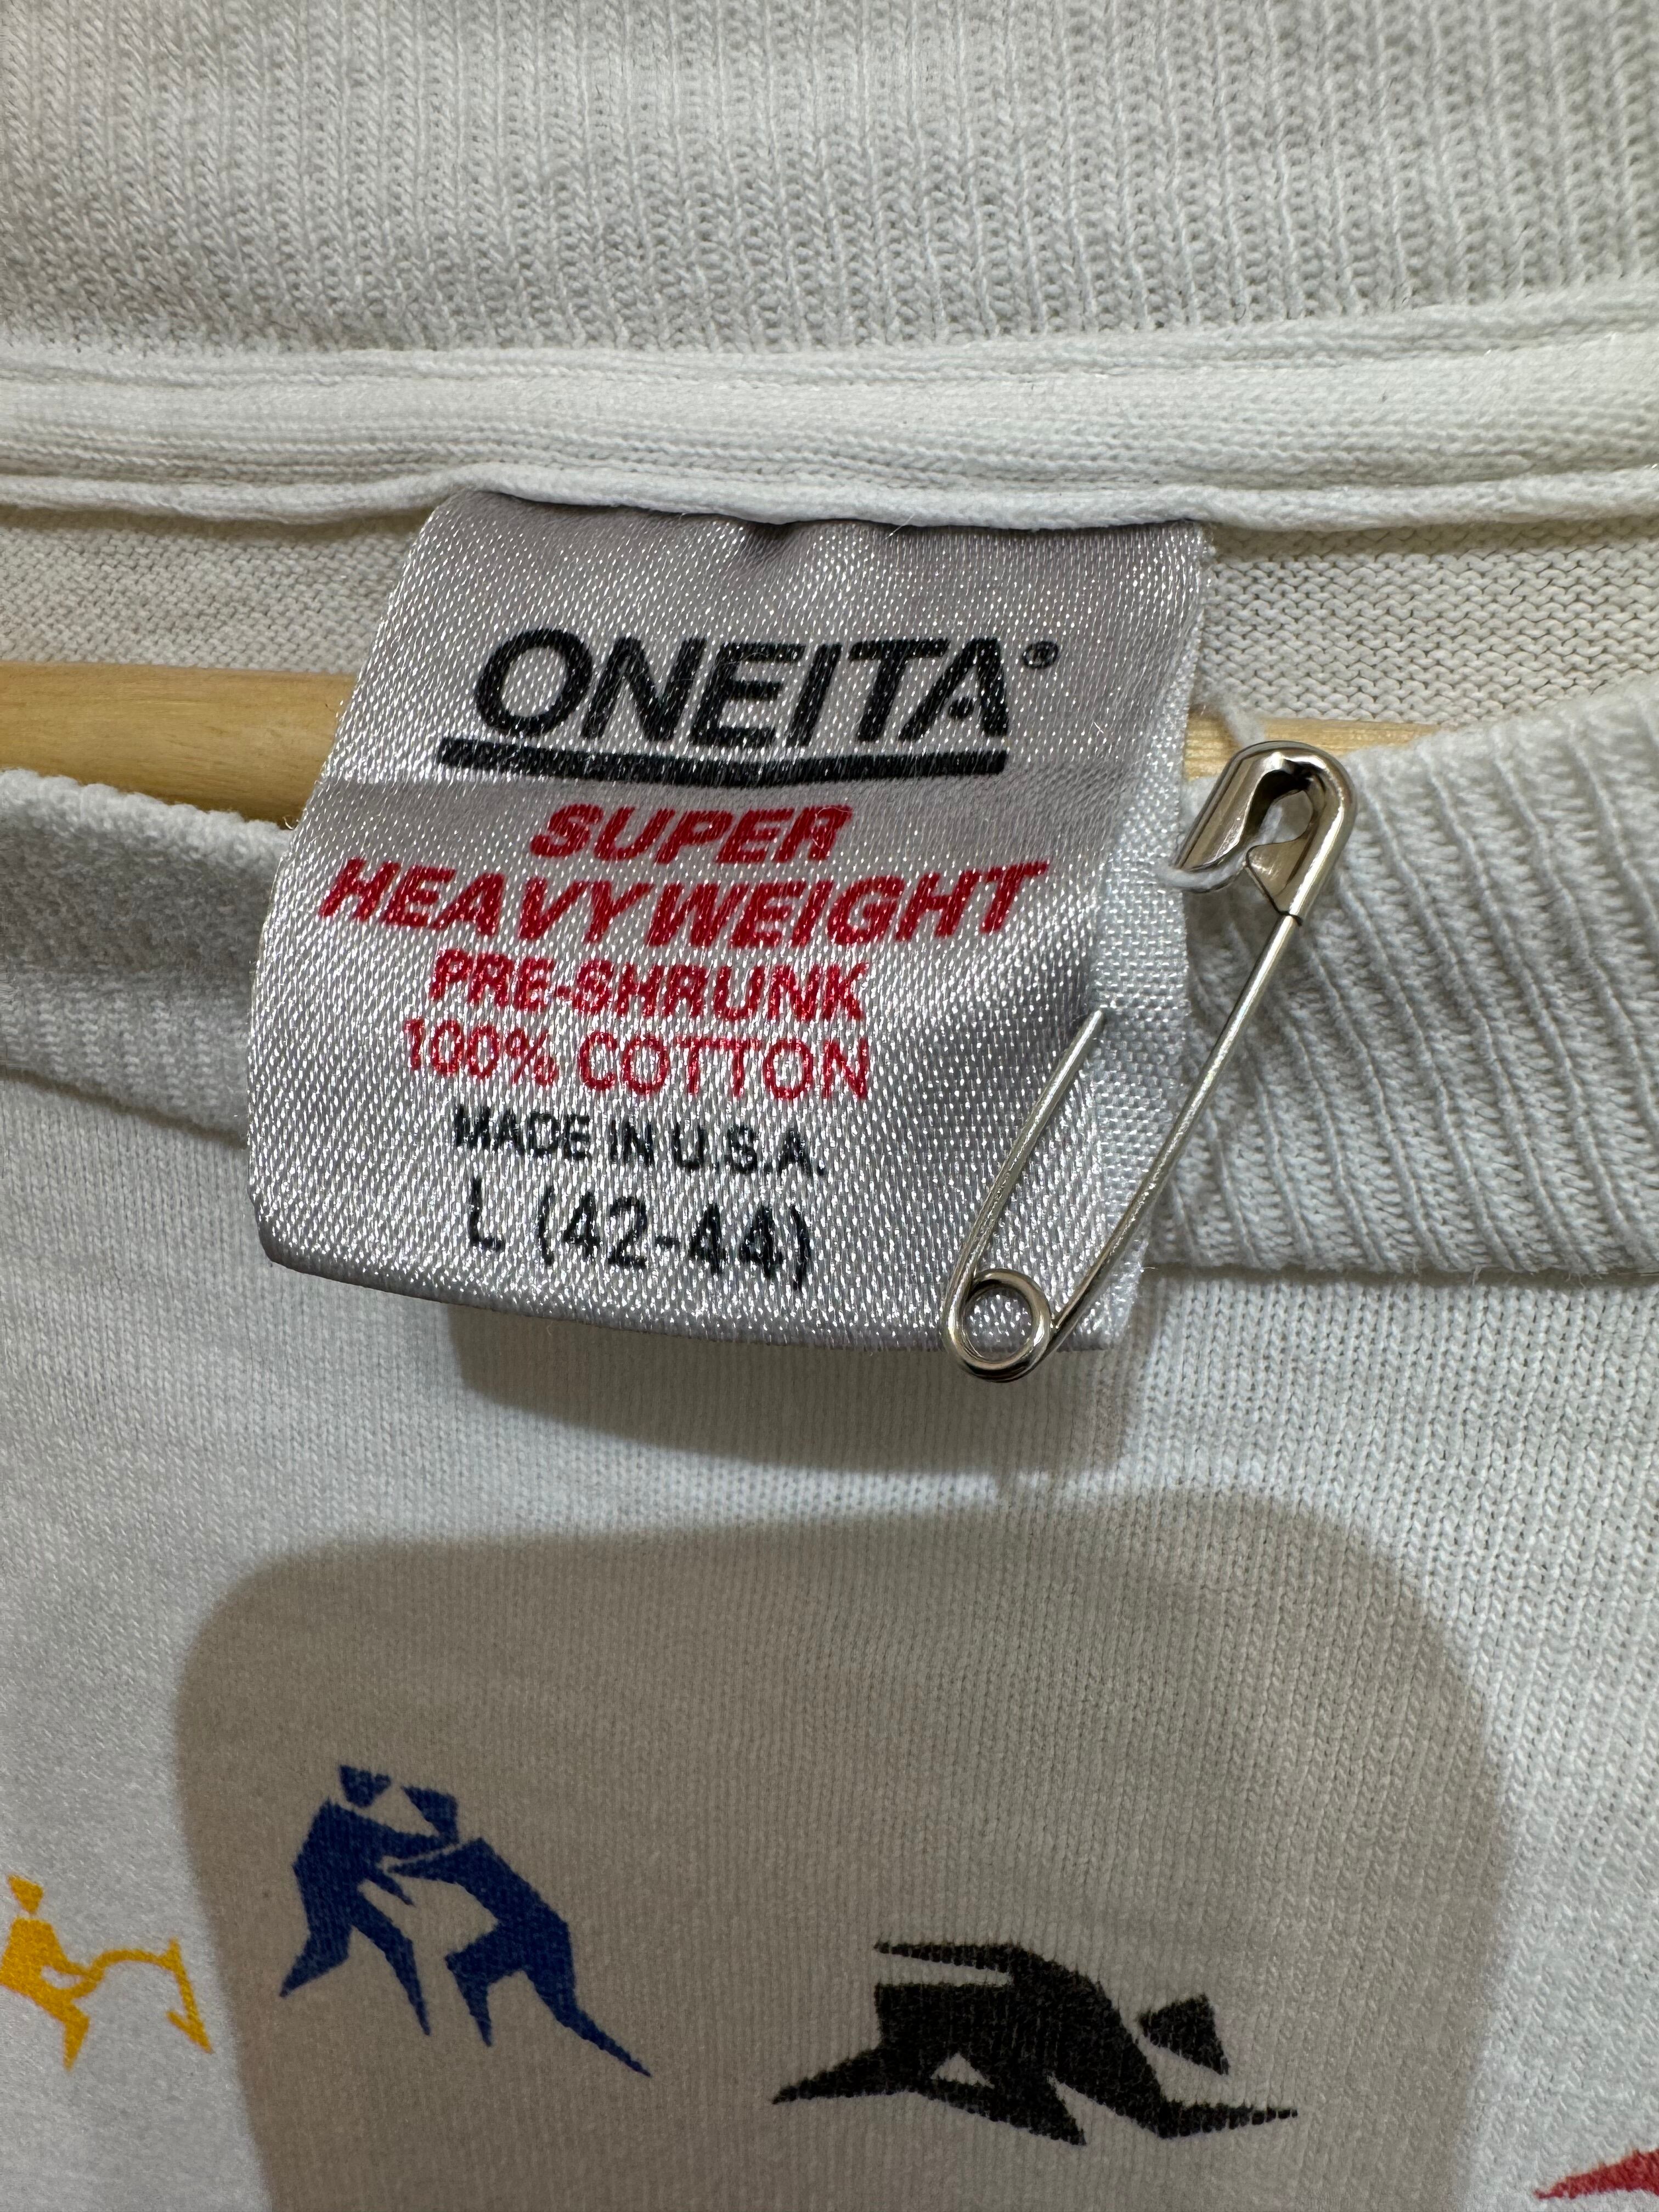 ONEITA®
SUPER
HEAVYWEIGHT
PRE-SHRUNK
100% COTTON
MADE IN U.S.A.
L (42-44)